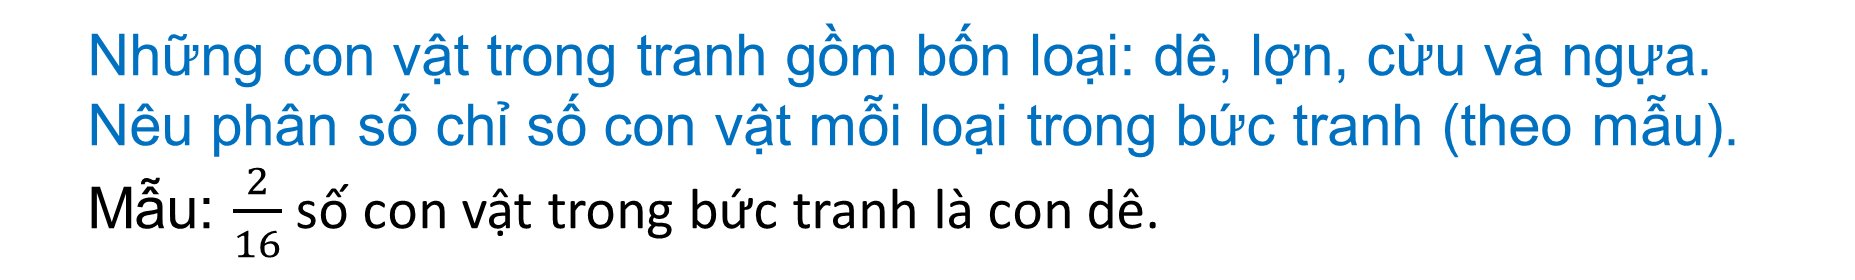 Những con vật trong tranh gồm bốn loại: dê, lợn, cừu và ngựa.
Nêu phân số chỉ số con vật mỗi loại trong bức tranh (theo mẫu).
Mẫu: 2/16 số con vật trong bức tranh là con dê.